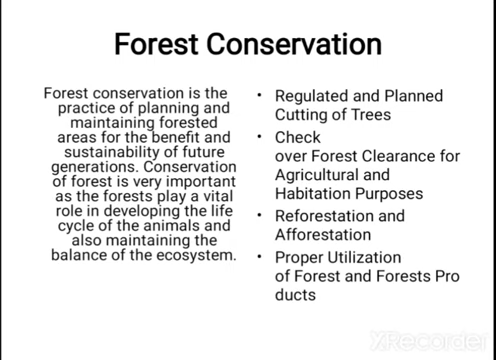 Forest Conservation
Forest conservation is the
practice of planning and
maintaining forested
areas for the benefit and
sustainability of future
generations. Conservation
of forest is very important
as the forests play a vital
role in developing the life
cycle of the animals and
also maintaining the
balance of the ecosystem.
• Regulated and Planned
Cutting of Trees
• Check
over Forest Clearance for
Agricultural and
Habitation Purposes
• Reforestation and
Afforestation
• Proper Utilization
of Forest and Forests Pro
ducts
XRecorder